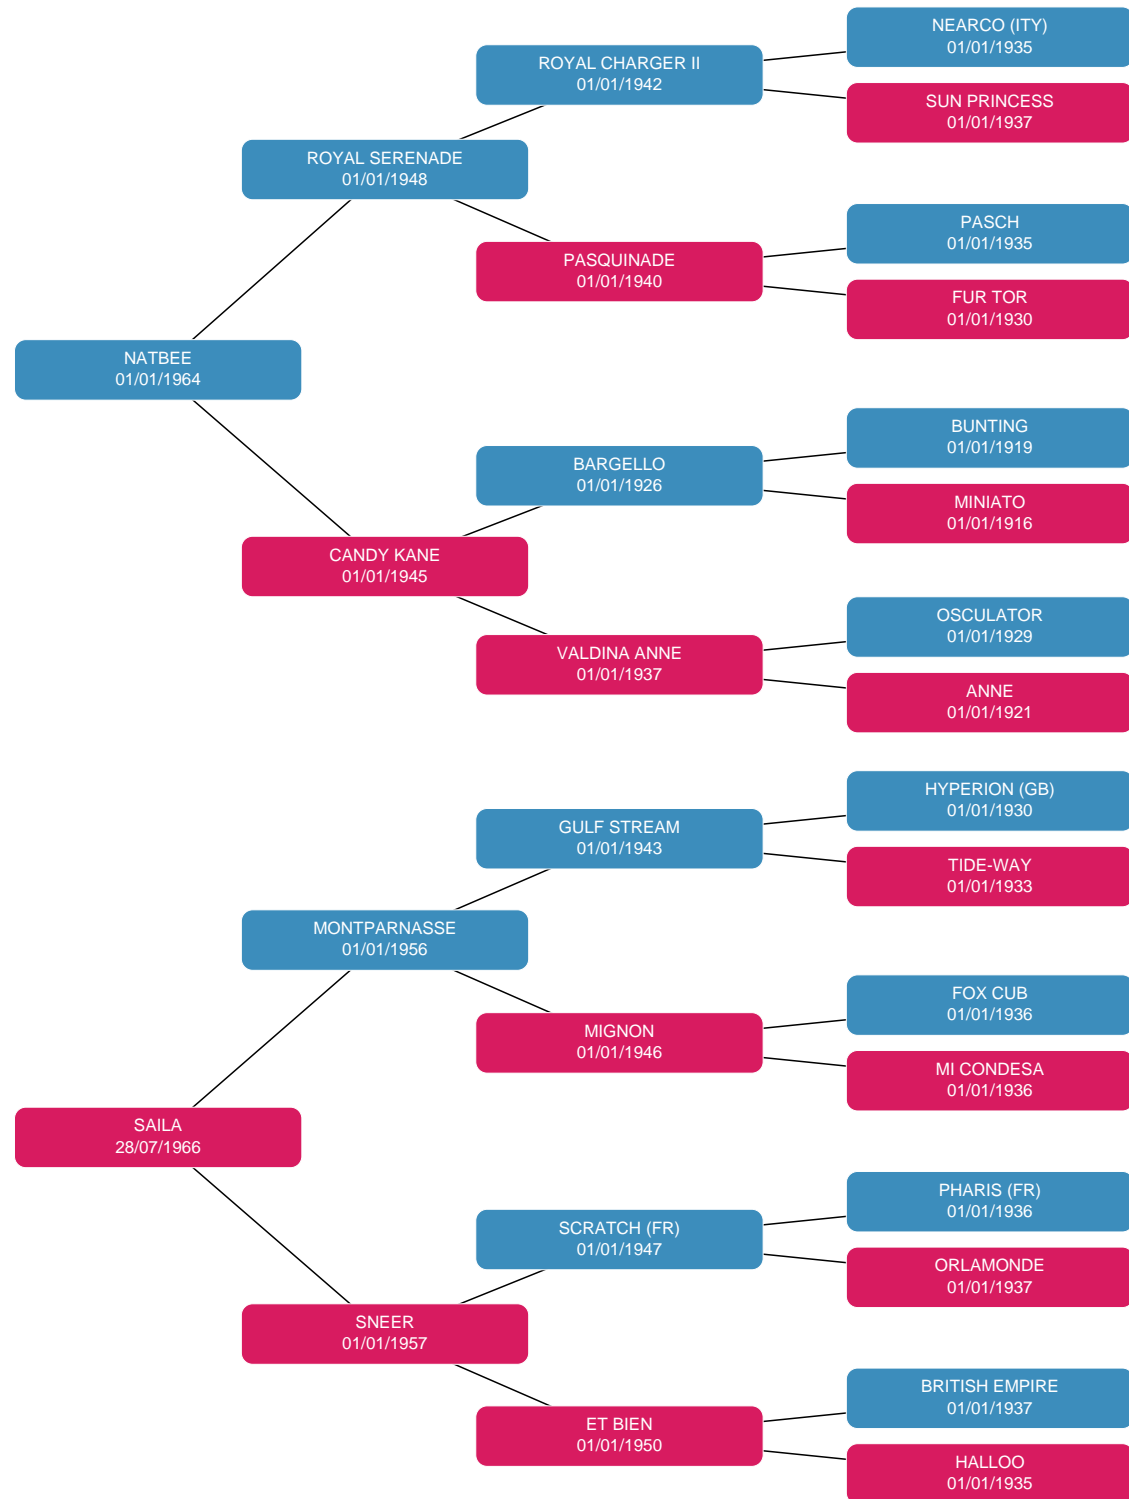 NEARCO (ITY)
01/01/1935
ROYAL CHARGER II
01/01/1942
SUN PRINCESS
01/01/1937
ROYAL SERENADE
01/01/1948
PASCH
01/01/1935
PASQUINADE
01/01/1940
FUR TOR
01/01/1930
NATBEE
01/01/1964
BUNTING
01/01/1919
BARGELLO
01/01/1926
MINIATO
01/01/1916
CANDY KANE
01/01/1945
OSCULATOR
01/01/1929
VALDINA ANNE
01/01/1937
ANNE
01/01/1921
HYPERION (GB)
01/01/1930
GULF STREAM
01/01/1943
TIDE-WAY
01/01/1933
MONTPARNASSE
01/01/1956
FOX CUB
01/01/1936
MIGNON
01/01/1946
MI CONDESA
01/01/1936
SAILA
28/07/1966
PHARIS (FR)
01/01/1936
SCRATCH (FR)
01/01/1947
ORLAMONDE
01/01/1937
SNEER
01/01/1957
BRITISH EMPIRE
01/01/1937
ET BIEN
01/01/1950
HALLOO
01/01/1935